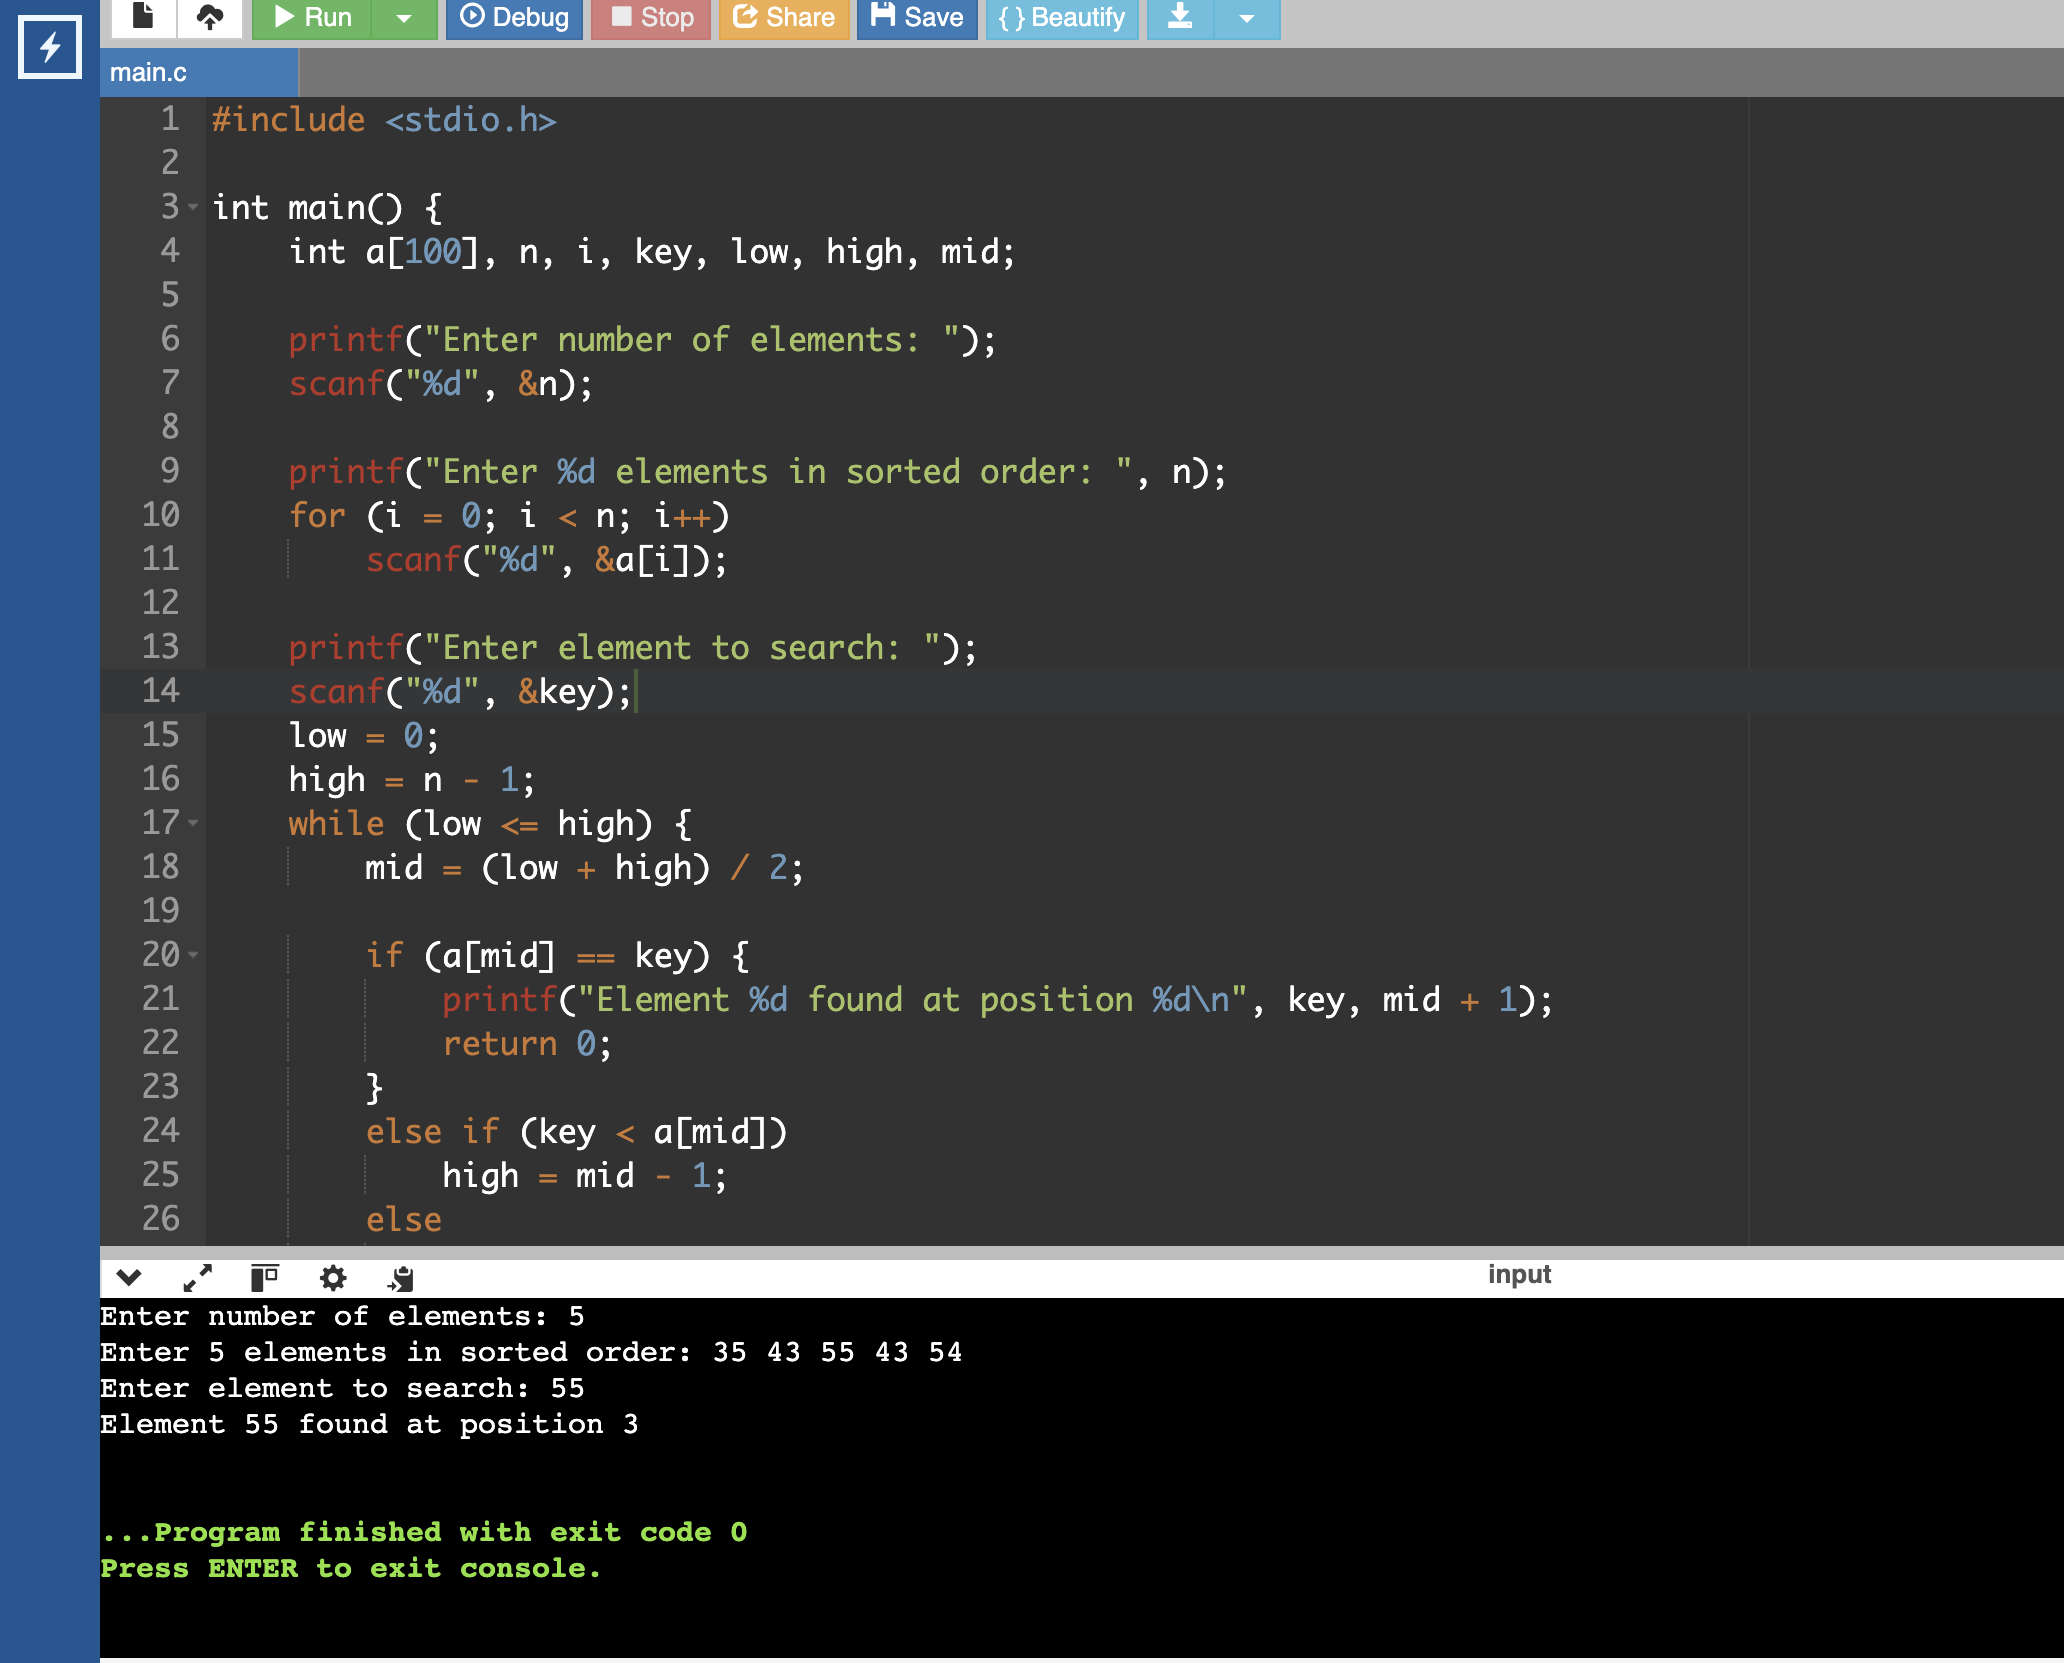 Run Debug Stop Share Save { } Beautify
main.c
1 #include <stdio.h>
2
3 int main() {
4     int a[100], n, i, key, low, high, mid;
5
6     printf("Enter number of elements: ");
7     scanf("%d", &n);
8
9     printf("Enter %d elements in sorted order: ", n);
10     for (i = 0; i < n; i++)
11         scanf("%d", &a[i]);
12
13     printf("Enter element to search: ");
14     scanf("%d", &key);
15     low = 0;
16     high = n - 1;
17     while (low <= high) {
18         mid = (low + high) / 2;
19
20         if (a[mid] == key) {
21             printf("Element %d found at position %d\n", key, mid + 1);
22             return 0;
23         }
24         else if (key < a[mid])
25             high = mid - 1;
26         else
input
Enter number of elements: 5
Enter 5 elements in sorted order: 35 43 55 43 54
Enter element to search: 55
Element 55 found at position 3
...Program finished with exit code 0
Press ENTER to exit console.